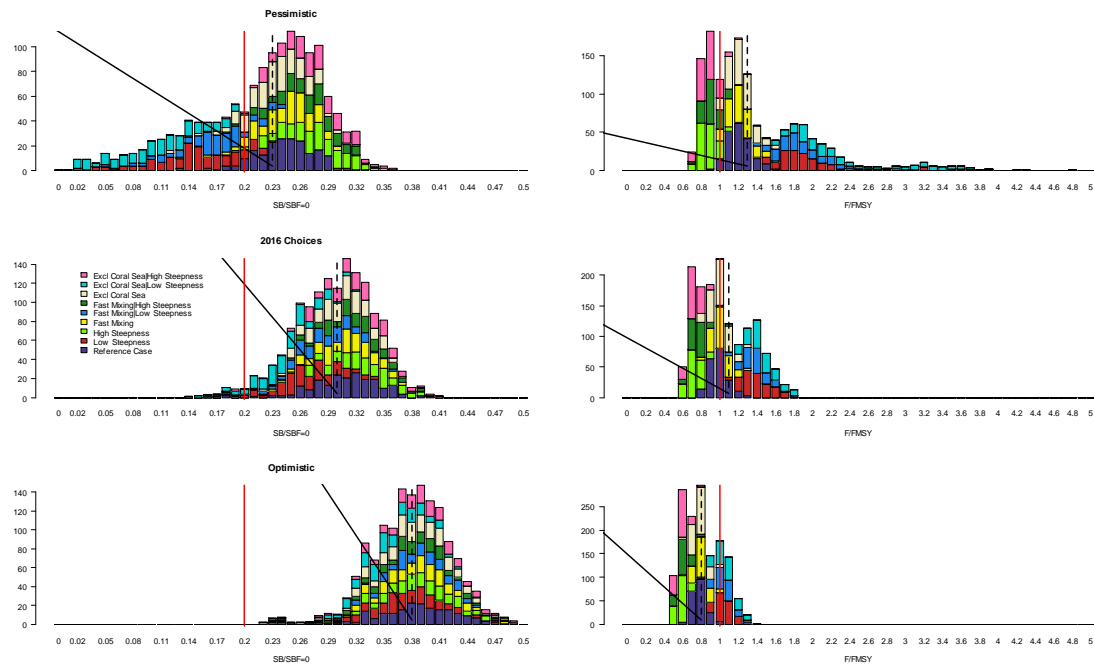 Pessimistic
100
80
60
40
20
0
0 0.02 0.05 0.08 0.11 0.14 0.17 0.2 0.23 0.26 0.29 0.32 0.35 0.38 0.41 0.44 0.47 0.5
SB/SBF=0
150
100
50
0
0 0.2 0.4 0.6 0.8 1 1.2 1.4 1.6 1.8 2 2.2 2.4 2.6 2.8 3 3.2 3.4 3.6 3.8 4 4.2 4.4 4.6 4.8 5
F/FMSY
2016 Choices
140
120
100
80
60
40
20
0
Excl Coral Sea|High Steepness
Excl Coral Sea|Low Steepness
Excl Coral Sea
Fast Mixing|High Steepness
Fast Mixing|Low Steepness
Fast Mixing
High Steepness
Low Steepness
Reference Case
0 0.02 0.05 0.08 0.11 0.14 0.17 0.2 0.23 0.26 0.29 0.32 0.35 0.38 0.41 0.44 0.47 0.5
SB/SBF=0
200
150
100
50
0
0 0.2 0.4 0.6 0.8 1 1.2 1.4 1.6 1.8 2 2.2 2.4 2.6 2.8 3 3.2 3.4 3.6 3.8 4 4.2 4.4 4.6 4.8 5
F/FMSY
Optimistic
140
120
100
80
60
40
20
0
0 0.02 0.05 0.08 0.11 0.14 0.17 0.2 0.23 0.26 0.29 0.32 0.35 0.38 0.41 0.44 0.47 0.5
SB/SBF=0
250
200
150
100
50
0
0 0.2 0.4 0.6 0.8 1 1.2 1.4 1.6 1.8 2 2.2 2.4 2.6 2.8 3 3.2 3.4 3.6 3.8 4 4.2 4.4 4.6 4.8 5
F/FMSY